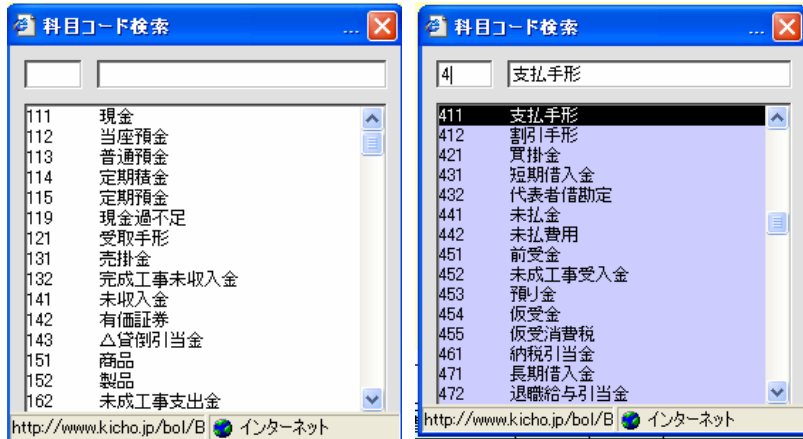 科目コード検索 ...
111 現金
112 当座預金
113 普通預金
114 定期積金
115 定期預金
119 現金過不足
121 受取手形
131 売掛金
132 完成工事未収入金
141 未収入金
142 有価証券
143 △貸倒引当金
151 商品
152 製品
162 未成工事支出金
http://www.kicho.jp/bol/B インターネット
科目コード検索 ...
4 支払手形
411 支払手形
412 割引手形
421 買掛金
431 短期借入金
432 代表者借勘定
441 未払金
442 未払費用
451 前受金
452 未成工事受入金
453 預り金
454 仮受金
455 仮受消費税
461 納税引当金
471 長期借入金
472 退職給与引当金
http://www.kicho.jp/bol/B インターネット